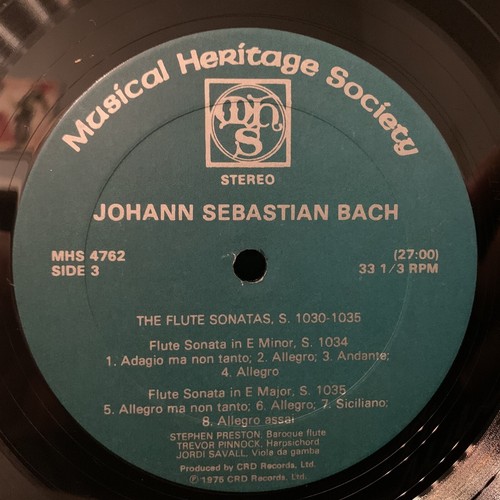 Musical Heritage Society
mhs
STEREO
JOHANN SEBASTIAN BACH
MHS 4762 (27:00)
SIDE 3 33 1/3 RPM
THE FLUTE SONATAS, S. 1030-1035
Flute Sonata in E Minor, S. 1034
1. Adagio ma non tanto; 2. Allegro; 3. Andante;
4. Allegro
Flute Sonata in E Major, S. 1035
5. Allegro ma non tanto; 6. Allegro; 7. Siciliano;
8. Allegro assai
STEPHEN PRESTON, Baroque flute
TREVOR PINNOCK, Harpsichord
JORDI SAVALL, Viola da gamba
Produced by CRD Records, Ltd.
Ⓟ 1975 CRD Records, Ltd.